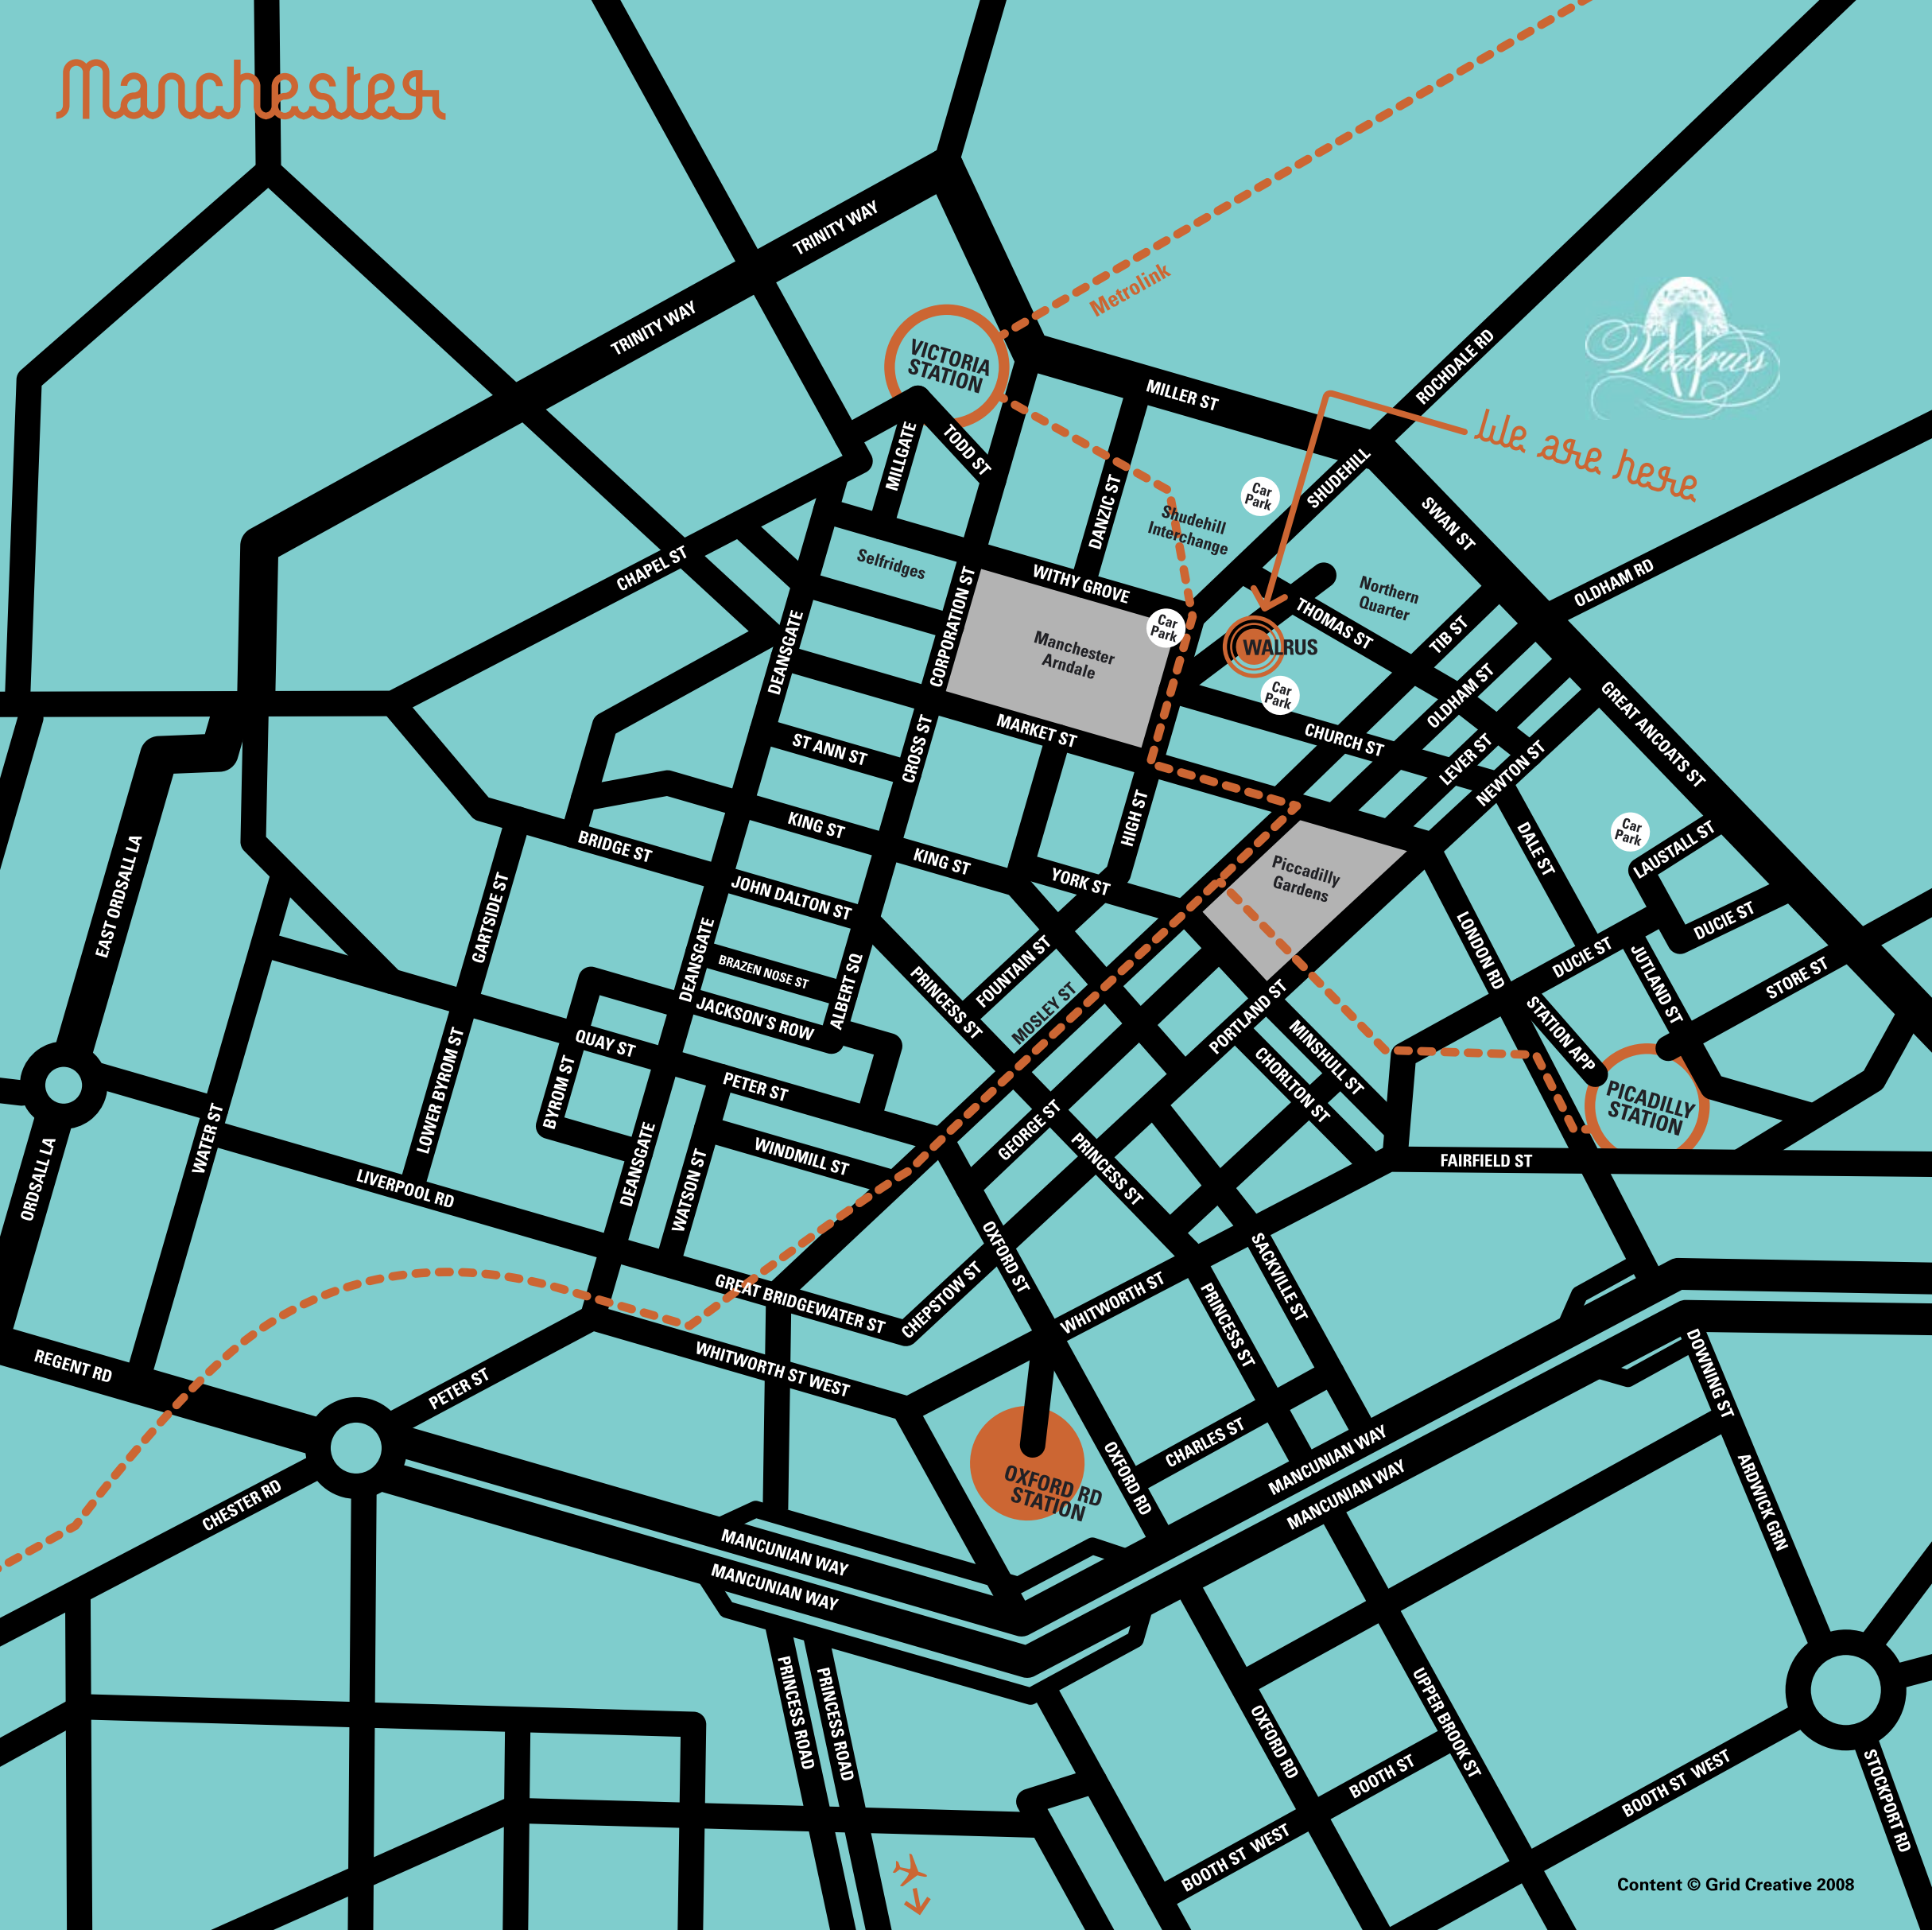 Manchester
TRINITY WAY
TRINITY WAY
Metrolink
VICTORIA
STATION
MILLER ST
ROCHDALE RD
Walrus
We are here
MILLGATE
TODD ST
DANZIC ST
Car
Park
SHUDEHILL
SWAN ST
Shudehill
Interchange
Selfridges
CHAPEL ST
WITHY GROVE
Northern
Quarter
OLDHAM RD
THOMAS ST
TIB ST
CORPORATION ST
DEANSGATE
Manchester
Arndale
Car
Park
WALRUS
Car
Park
OLDHAM ST
GREAT ANCOATS ST
MARKET ST
CHURCH ST
ST ANN ST
CROSS ST
LEVER ST
NEWTON ST
HIGH ST
KING ST
KING ST
BRIDGE ST
YORK ST
JOHN DALTON ST
Piccadilly
Gardens
DALE ST
Car
Park
LAUSTALL ST
DUCIE ST
DUCIE ST
LONDON RD
JUTLAND ST
STORE ST
EAST ORDSALL LA
GARTSIDE ST
DEANSGATE
BRAZEN NOSE ST
ALBERT SQ
JACKSON'S ROW
PRINCESS ST
FOUNTAIN ST
MOSLEY ST
PORTLAND ST
MINSHULL ST
CHORLTON ST
STATION APP
PICADILLY
STATION
QUAY ST
BYROM ST
LOWER BYROM ST
PETER ST
WATER ST
ORDSALL LA
LIVERPOOL RD
DEANSGATE
WATSON ST
WINDMILL ST
GEORGE ST
PRINCESS ST
FAIRFIELD ST
OXFORD ST
SACKVILLE ST
GREAT BRIDGEWATER ST
CHEPSTOW ST
WHITWORTH ST
PRINCESS ST
WHITWORTH ST WEST
REGENT RD
PETER ST
DOWNING ST
CHARLES ST
OXFORD RD
STATION
OXFORD RD
MANCUNIAN WAY
MANCUNIAN WAY
ARDWICK GRN
CHESTER RD
MANCUNIAN WAY
MANCUNIAN WAY
PRINCESS ROAD
PRINCESS ROAD
OXFORD RD
UPPER BROOK ST
BOOTH ST
BOOTH ST WEST
BOOTH ST WEST
STOCKPORT RD
Content © Grid Creative 2008